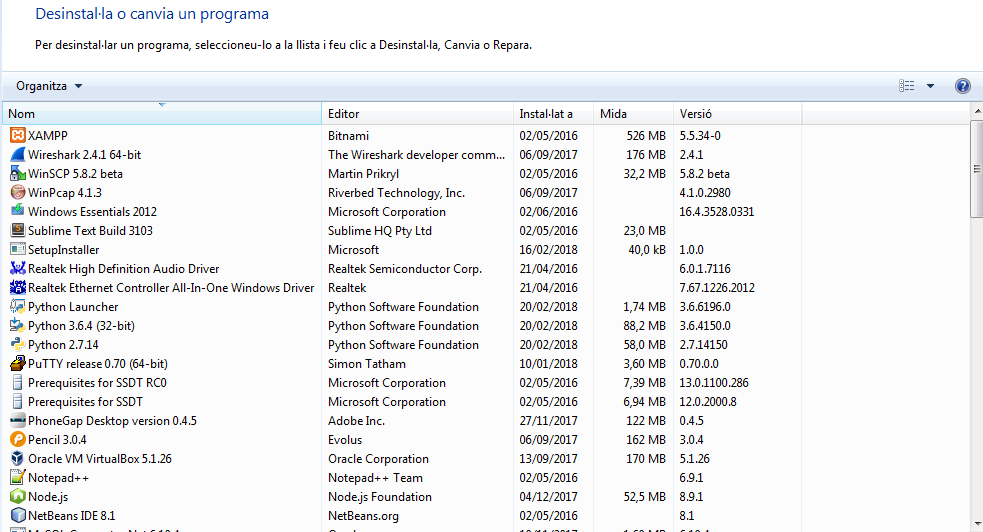 Desinstal·la o canvia un programa
Per desinstal·lar un programa, seleccioneu-lo a la llista i feu clic a Desinstal·la, Canvia o Repara.
Organitza
Nom Editor Instal·lat a Mida Versió
XAMPP Bitnami 02/05/2016 526 MB 5.5.34-0
Wireshark 2.4.1 64-bit The Wireshark developer comm... 06/09/2017 176 MB 2.4.1
WinSCP 5.8.2 beta Martin Prikryl 02/05/2016 32,2 MB 5.8.2 beta
WinPcap 4.1.3 Riverbed Technology, Inc. 06/09/2017 4.1.0.2980
Windows Essentials 2012 Microsoft Corporation 02/06/2016 16.4.3528.0331
Sublime Text Build 3103 Sublime HQ Pty Ltd 02/05/2016 23,0 MB
SetupInstaller Microsoft 16/02/2018 40,0 kB 1.0.0
Realtek High Definition Audio Driver Realtek Semiconductor Corp. 21/04/2016 6.0.1.7116
Realtek Ethernet Controller All-In-One Windows Driver Realtek 21/04/2016 7.67.1226.2012
Python Launcher Python Software Foundation 20/02/2018 1,74 MB 3.6.6196.0
Python 3.6.4 (32-bit) Python Software Foundation 20/02/2018 88,2 MB 3.6.4150.0
Python 2.7.14 Python Software Foundation 20/02/2018 58,0 MB 2.7.14150
PuTTY release 0.70 (64-bit) Simon Tatham 10/01/2018 3,60 MB 0.70.0.0
Prerequisites for SSDT RC0 Microsoft Corporation 02/05/2016 7,39 MB 13.0.1100.286
Prerequisites for SSDT Microsoft Corporation 02/05/2016 6,94 MB 12.0.2000.8
PhoneGap Desktop version 0.4.5 Adobe Inc. 27/11/2017 122 MB 0.4.5
Pencil 3.0.4 Evolus 06/09/2017 162 MB 3.0.4
Oracle VM VirtualBox 5.1.26 Oracle Corporation 13/09/2017 170 MB 5.1.26
Notepad++ Notepad++ Team 02/05/2016 6.9.1
Node.js Node.js Foundation 04/12/2017 52,5 MB 8.9.1
NetBeans IDE 8.1 NetBeans.org 02/05/2016 8.1